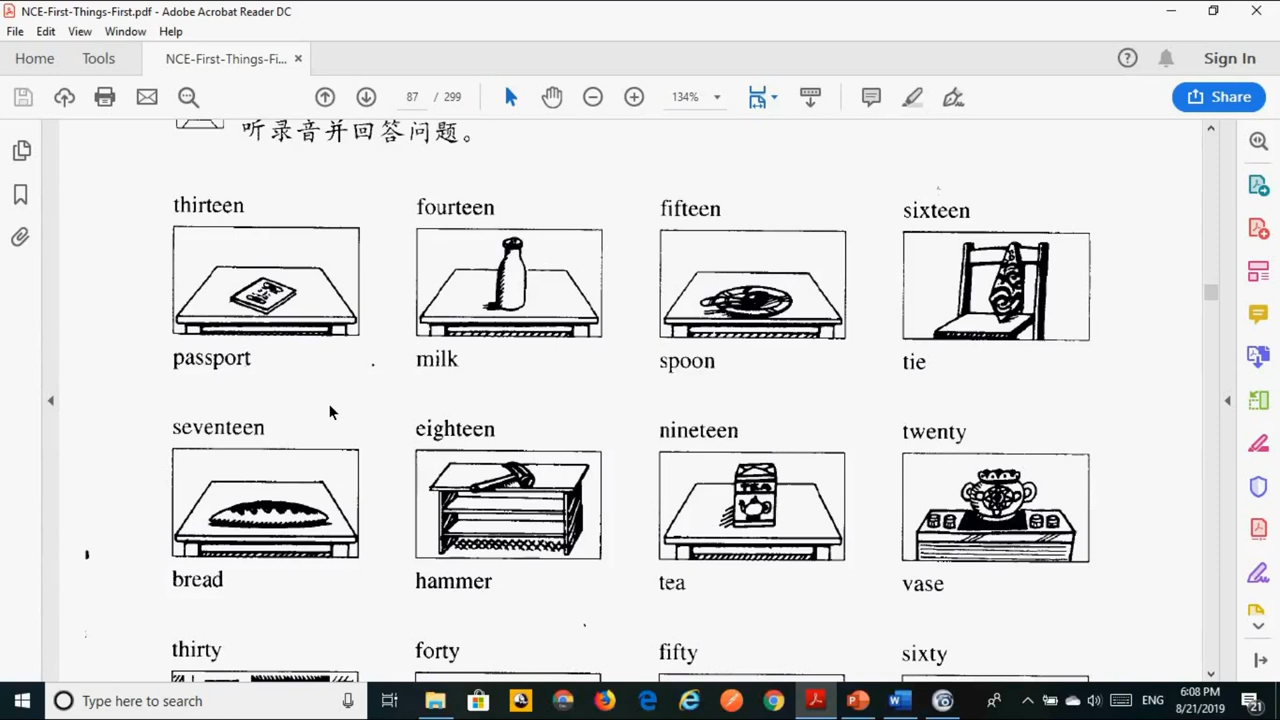 NCE-First-Things-First.pdf - Adobe Acrobat Reader DC
File Edit View Window Help
Home Tools NCE-First-Things-Fi... × Sign In
87 / 299 134% Share
听录音并回答问题。
thirteen fourteen fifteen sixteen
passport milk spoon tie
seventeen eighteen nineteen twenty
bread hammer tea vase
thirty forty fifty sixty
Type here to search ENG 6:08 PM
8/21/2019 21